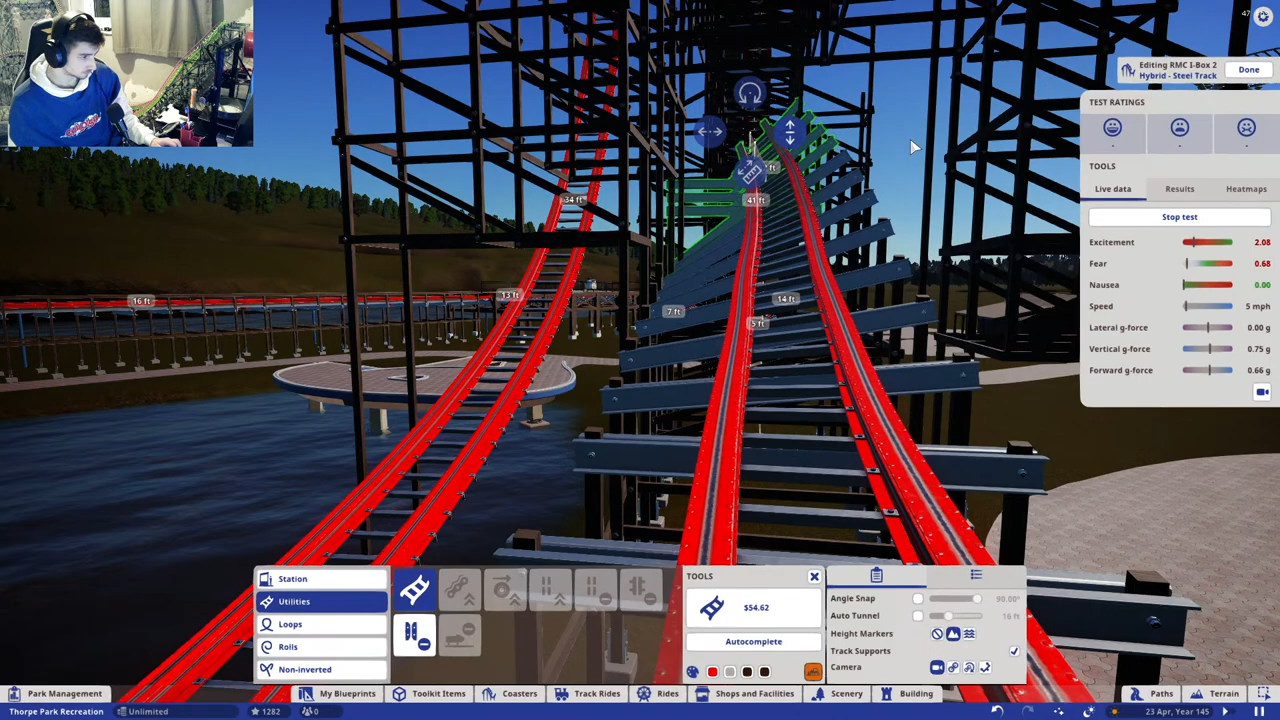 47
Editing RMC I-Box 2
Hybrid - Steel Track
Done
TEST RATINGS
- - -
TOOLS
Live data Results Heatmaps
Stop test
Excitement 2.08
Fear 0.68
Nausea 0.00
Speed 5 mph
Lateral g-force 0.00 g
Vertical g-force 0.75 g
Forward g-force 0.66 g
34 ft
41 ft
16 ft
13 ft
14 ft
7 ft
5 ft
Station
Utilities
Loops
Rolls
Non-inverted
TOOLS
$54.62
Autocomplete
Angle Snap 90.00°
Auto Tunnel 16 ft
Height Markers
Track Supports
Camera
Park Management
My Blueprints
Toolkit Items
Coasters
Track Rides
Rides
Shops and Facilities
Scenery
Building
Paths
Terrain
Thorpe Park Recreation
Unlimited
1282
0
23 Apr, Year 145